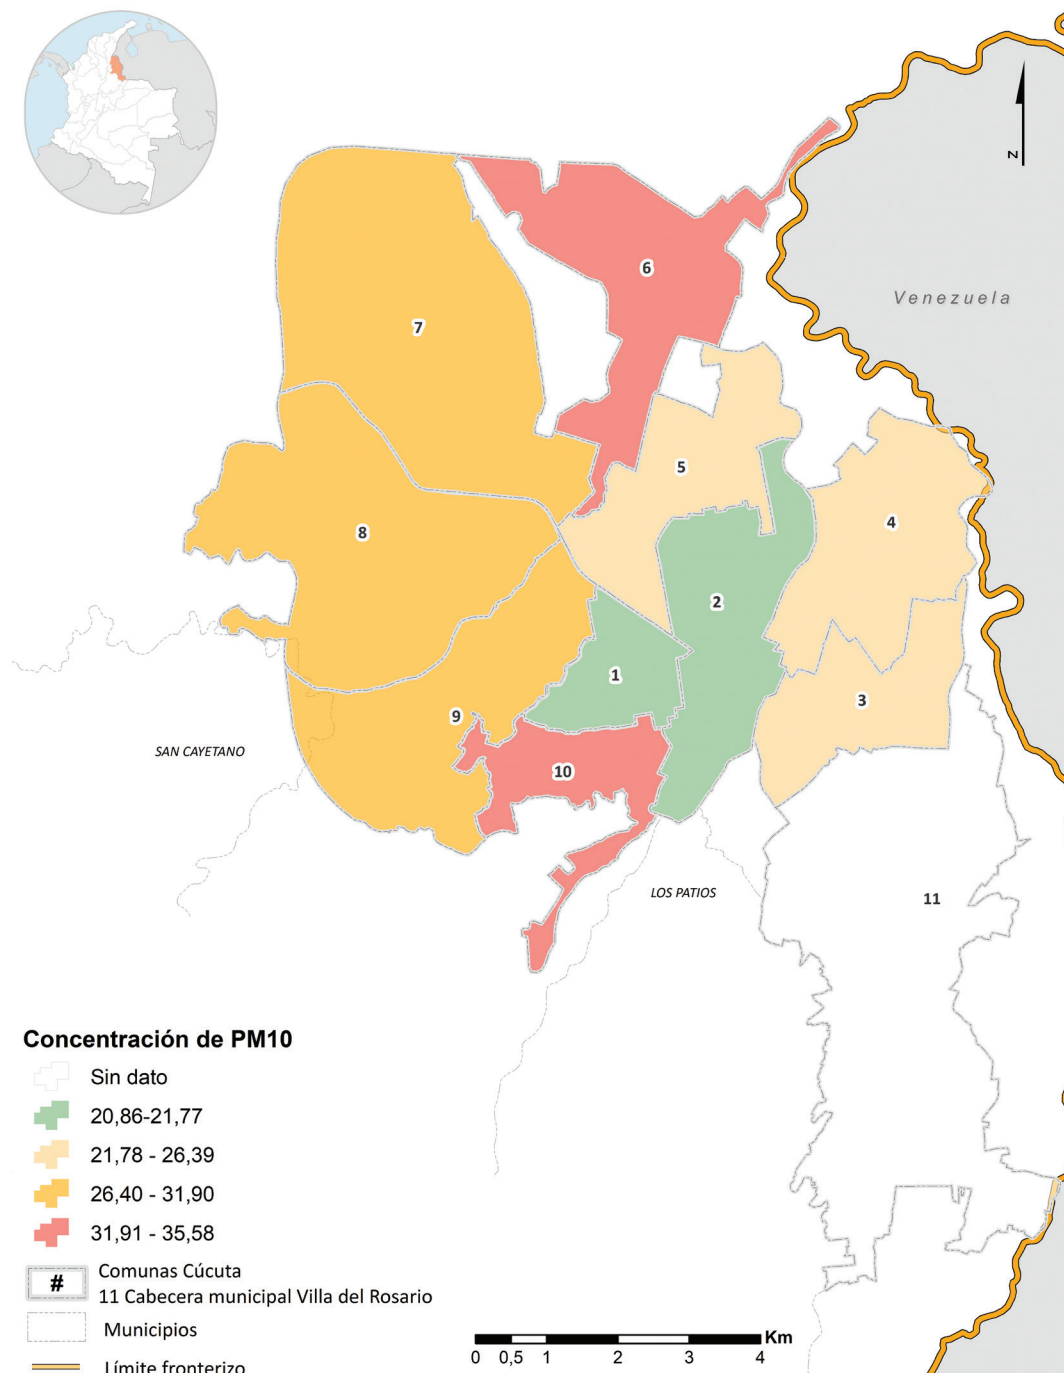 N
Venezuela
6
7
5
4
8
2
1
3
9
SAN CAYETANO
10
LOS PATIOS
11
Concentración de PM10
Sin dato
20,86-21,77
21,78 - 26,39
26,40 - 31,90
31,91 - 35,58
# Comunas Cúcuta
11 Cabecera municipal Villa del Rosario
Municipios
Límite fronterizo
Km
0 0,5 1 2 3 4